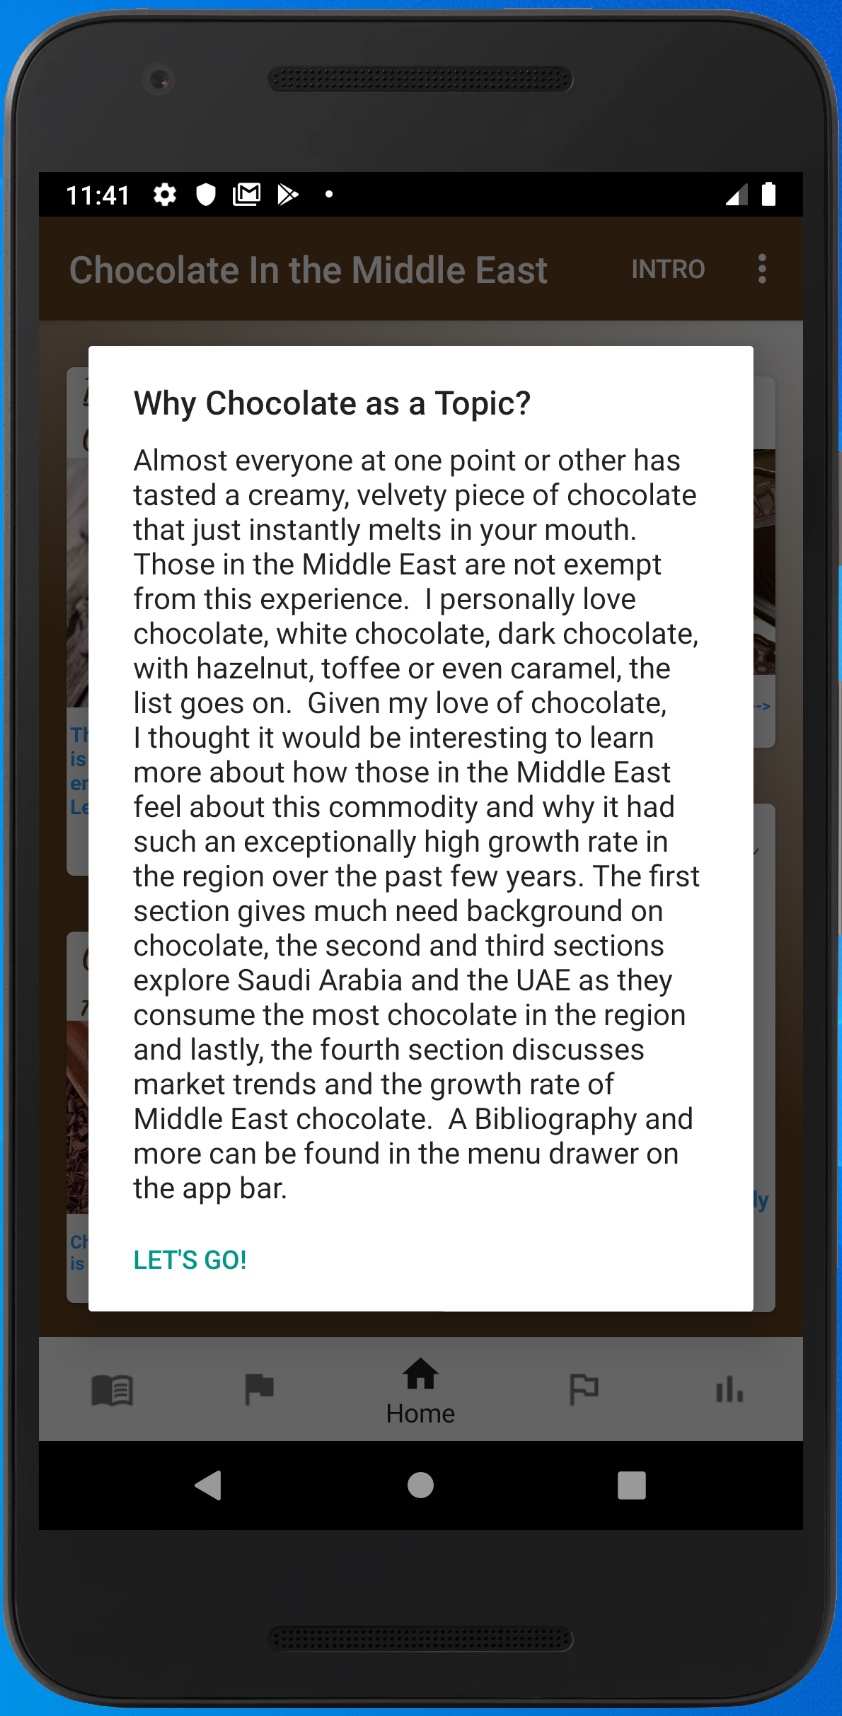 11:41
Chocolate In the Middle East
INTRO
Why Chocolate as a Topic?
Almost everyone at one point or other has
tasted a creamy, velvety piece of chocolate
that just instantly melts in your mouth.
Those in the Middle East are not exempt
from this experience.  I personally love
chocolate, white chocolate, dark chocolate,
with hazelnut, toffee or even caramel, the
list goes on.  Given my love of chocolate,
I thought it would be interesting to learn
more about how those in the Middle East
feel about this commodity and why it had
such an exceptionally high growth rate in
the region over the past few years. The first
section gives much need background on
chocolate, the second and third sections
explore Saudi Arabia and the UAE as they
consume the most chocolate in the region
and lastly, the fourth section discusses
market trends and the growth rate of
Middle East chocolate.  A Bibliography and
more can be found in the menu drawer on
the app bar.
LET'S GO!
is
is
Home